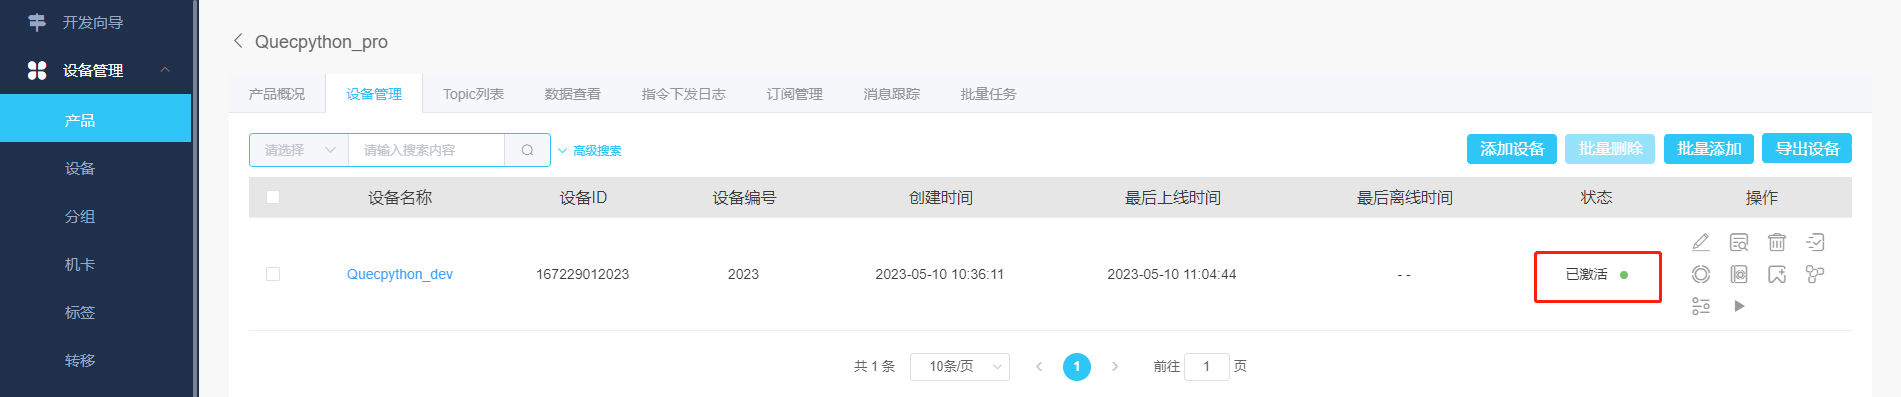 开发向导
设备管理
产品
设备
分组
机卡
标签
转移
Quecpython_pro
产品概况 设备管理 Topic列表 数据查看 指令下发日志 订阅管理 消息跟踪 批量任务
请选择 请输入搜索内容 高级搜索 添加设备 批量删除 批量添加 导出设备
设备名称 设备ID 设备编号 创建时间 最后上线时间 最后离线时间 状态 操作
Quecpython_dev 167229012023 2023 2023-05-10 10:36:11 2023-05-10 11:04:44 - - 已激活
共 1 条 10条/页 1 前往 1 页